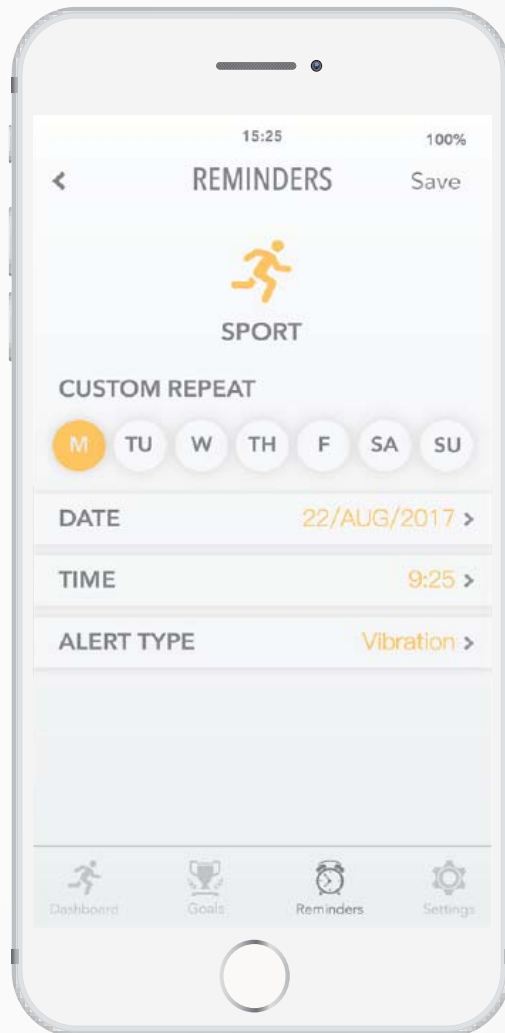 15:25 100%
< REMINDERS Save
SPORT
CUSTOM REPEAT
M TU W TH F SA SU
DATE 22/AUG/2017 >
TIME 9:25 >
ALERT TYPE Vibration >
Dashboard Goals Reminders Settings